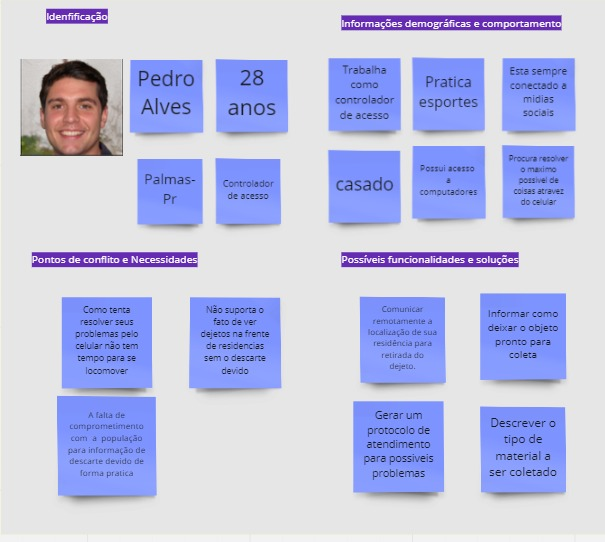 Idenfificação
Pedro
Alves
28
anos
Palmas-
Pr
Controlador
de acesso
Informações demográficas e comportamento
Trabalha
como
controlador
de acesso
Pratica
esportes
Esta sempre
conectado a
midias
sociais
casado
Possui acesso
a
computadores
Procura resolver
o maximo
possivel de
coisas atravez
do celular
Pontos de conflito e Necessidades
Como tenta
resolver seus
problemas pelo
celular não tem
tempo para se
locomover
Não suporta o
fato de ver
dejetos na frente
de residencias
sem o descarte
devido
A falta de
comprometimento
com a população
para informação de
descarte devido de
forma pratica
Possíveis funcionalidades e soluções
Comunicar
remotamente a
localização de sua
residência para
retirada do
dejeto.
Informar como
deixar o objeto
pronto para
coleta
Gerar um
protocolo de
atendimento
para possiveis
problemas
Descrever o
tipo de
material a
ser coletado